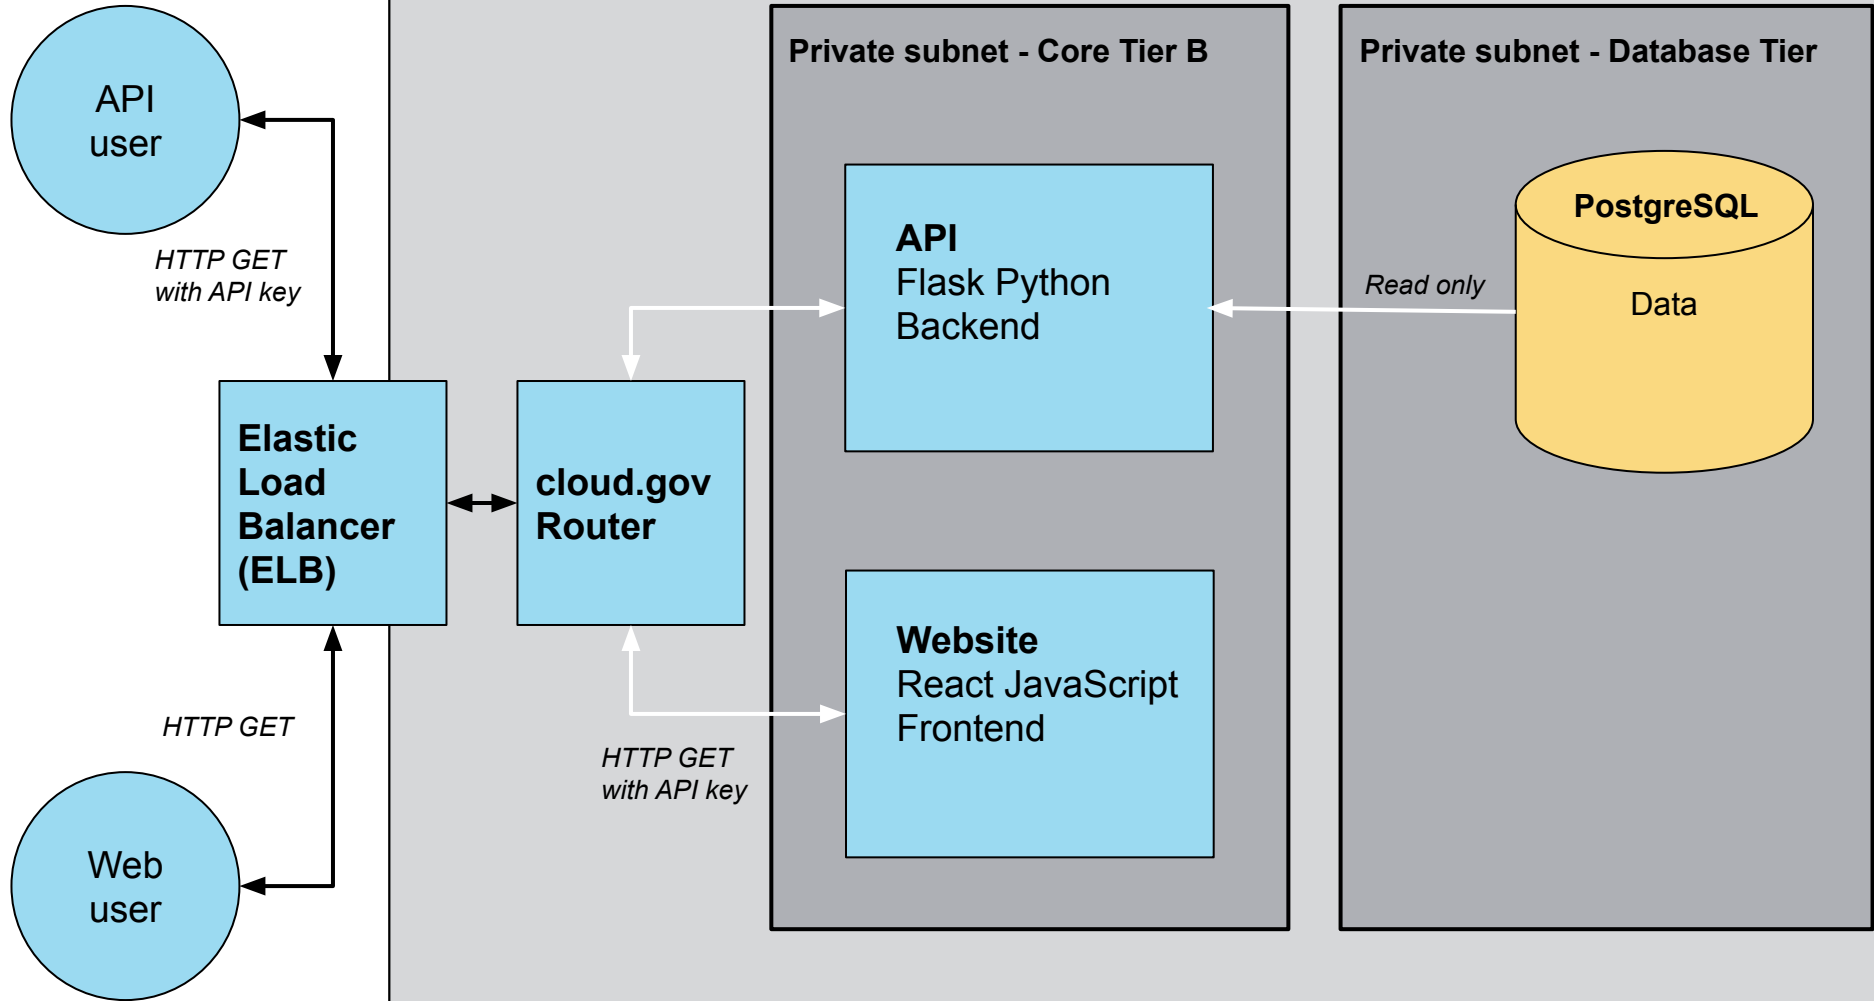 API
user
HTTP GET
with API key
Elastic
Load
Balancer
(ELB)
HTTP GET
Web
user
cloud.gov
Router
HTTP GET
with API key
Private subnet - Core Tier B
API
Flask Python
Backend
Website
React JavaScript
Frontend
Private subnet - Database Tier
Read only
PostgreSQL
Data